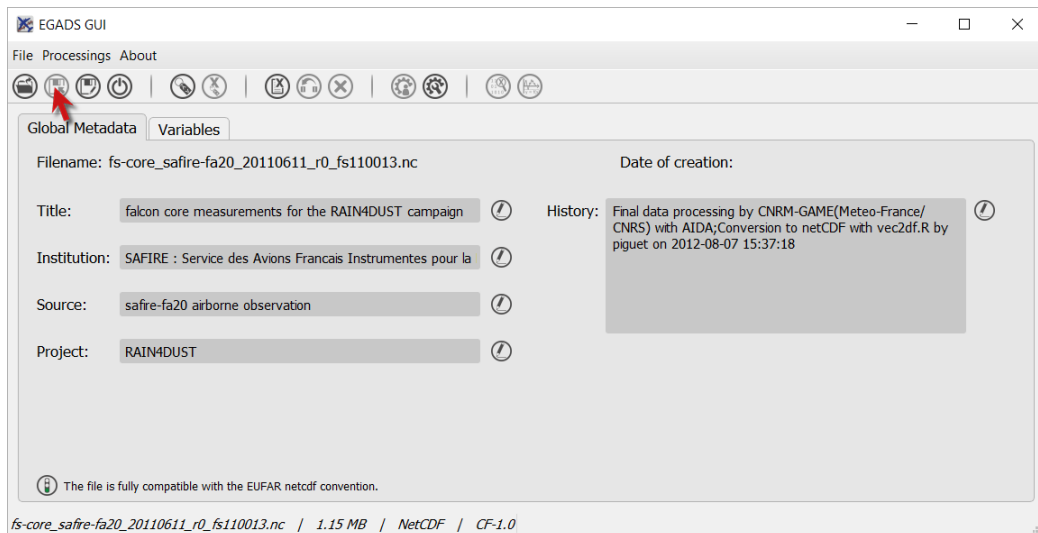 EGADS GUI
File Processings About
Global Metadata Variables
Filename: fs-core_safire-fa20_20110611_r0_fs110013.nc
Date of creation:
Title: falcon core measurements for the RAIN4DUST campaign
Institution: SAFIRE : Service des Avions Francais Instrumentes pour la
Source: safire-fa20 airborne observation
Project: RAIN4DUST
History: Final data processing by CNRM-GAME(Meteo-France/
CNRS) with AIDA;Conversion to netCDF with vec2df.R by
piguet on 2012-08-07 15:37:18
The file is fully compatible with the EUFAR netcdf convention.
fs-core_safire-fa20_20110611_r0_fs110013.nc | 1.15 MB | NetCDF | CF-1.0